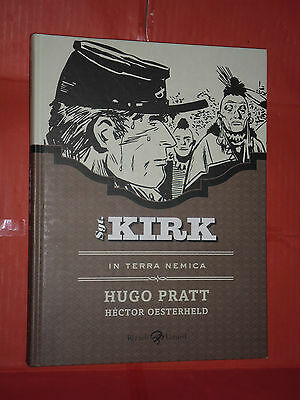 Sgt. KIRK
IN TERRA NEMICA
HUGO PRATT
HÉCTOR OESTERHELD
Rizzoli Lizard